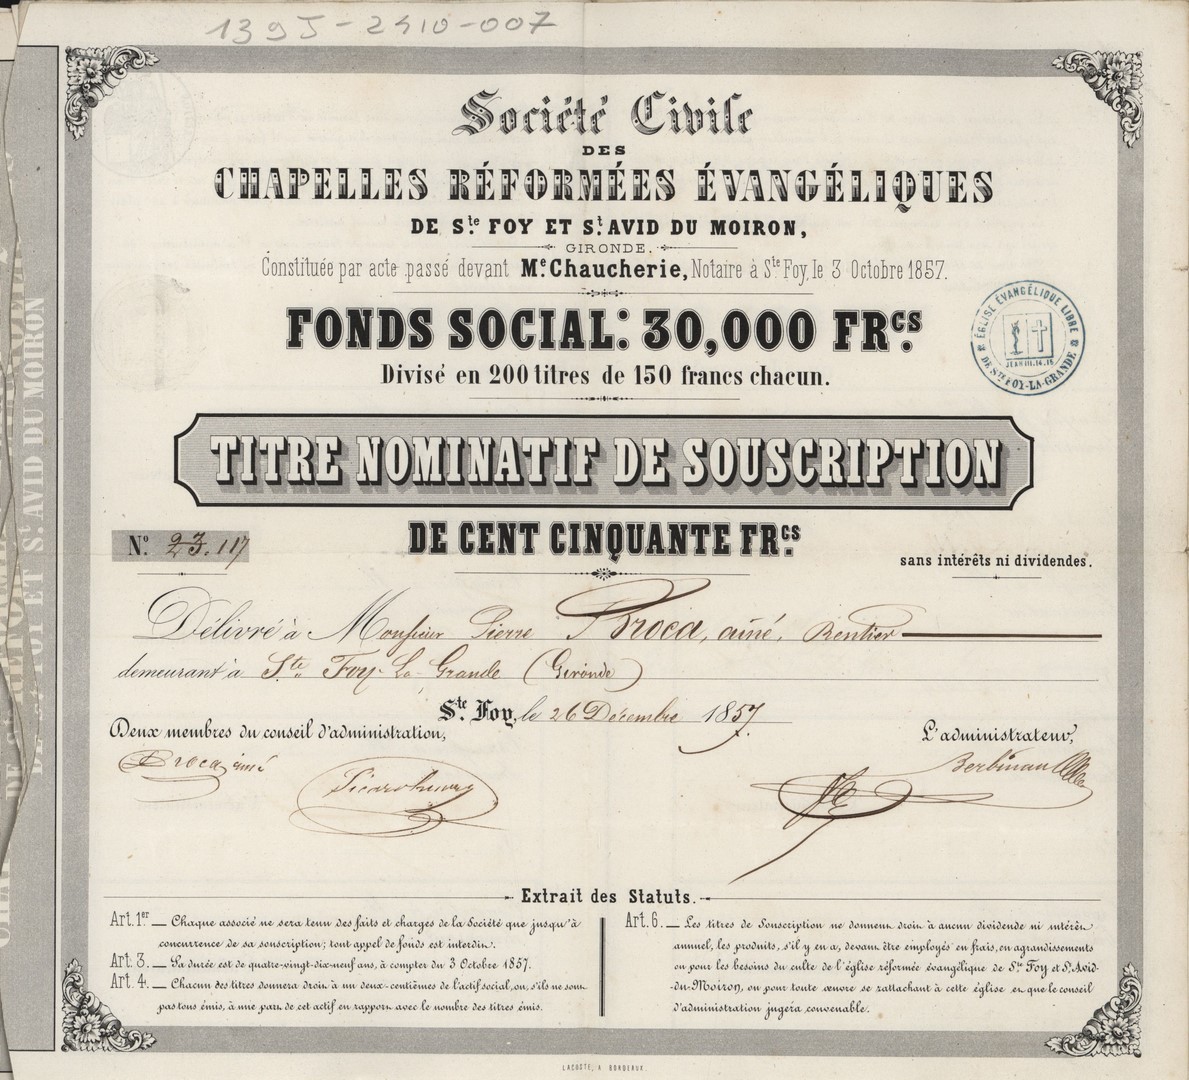 139J-2410-007
Société Civile
DES
CHAPELLES RÉFORMÉES ÉVANGÉLIQUES
DE Ste FOY ET St AVID DU MOIRON,
GIRONDE.
Constituée par acte passé devant Me Chaucherie, Notaire à Ste Foy, le 3 Octobre 1857.
FONDS SOCIAL: 30,000 FRcs.
Divisé en 200 titres de 150 francs chacun.
ÉGLISE ÉVANGÉLIQUE LIBRE
DE Ste FOY-LA-GRANDE
JEAN III.14.16
TITRE NOMINATIF DE SOUSCRIPTION
No. 23. 117
DE CENT CINQUANTE FRcs.
sans intérêts ni dividendes.
Délivré à Monsieur Pierre Broca, aîné, Rentier
demeurant à Ste Foy-La-Grande (Gironde)
Ste Foy, le 26 Décembre 1857.
Deux membres du conseil d'administration,
L'administrateur,
Broca aîné
Extrait des Statuts.
Art. 1er — Chaque associé ne sera tenu des faits et charges de la Société que jusqu'à
concurrence de sa souscription; tout appel de fonds est interdit.
Art. 3. — Sa durée est de quatre-vingt-dix-neuf ans, à compter du 3 Octobre 1857.
Art. 4. — Chacun des titres donnera droit à un deux-centièmes de l'actif social, ou, s'ils ne sont
pas tous émis, à une part de cet actif en rapport avec le nombre des titres émis.
Art. 6. — Les titres de Souscription ne donnent droit à aucun dividende ni intérêt
annuel, les produits, s'il y en a, devant être employés en frais, en agrandissements
ou pour les besoins du culte de l'église réformée évangélique de Ste Foy et St Avid-
du-Moiron, ou pour toute œuvre se rattachant à cette église et que le conseil
d'administration jugera convenable.
LACOSTE, A BORDEAUX.
ET St AVID DU MOIRON